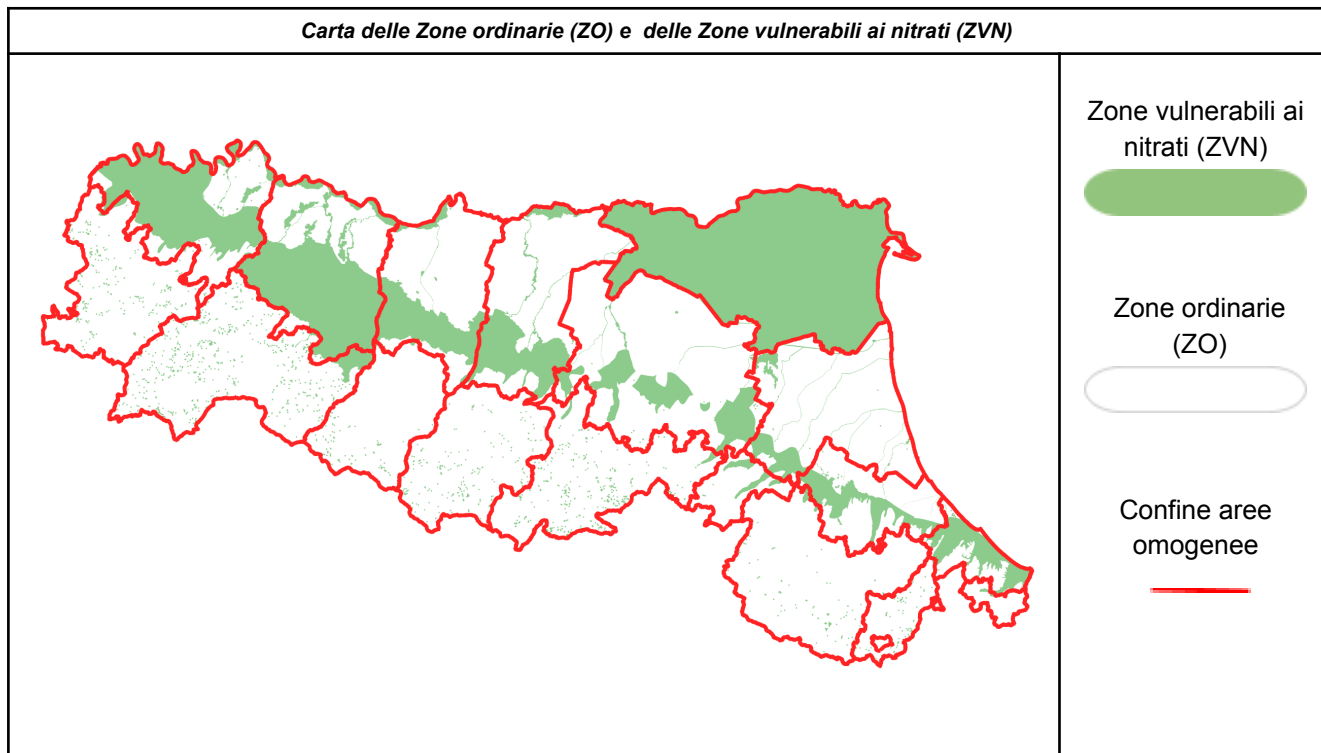 Carta delle Zone ordinarie (ZO) e delle Zone vulnerabili ai nitrati (ZVN)
Zone vulnerabili ai
nitrati (ZVN)
Zone ordinarie
(ZO)
Confine aree
omogenee